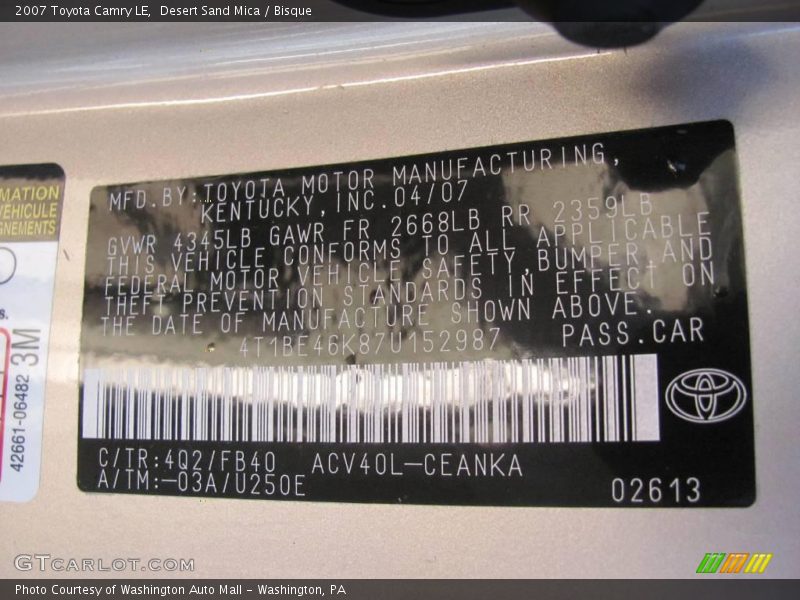 2007 Toyota Camry LE,  Desert Sand Mica / Bisque
MFD.BY:TOYOTA MOTOR MANUFACTURING,
KENTUCKY,INC.04/07
GVWR 4345LB GAWR FR 2668LB RR 2359LB
THIS VEHICLE CONFORMS TO ALL APPLICABLE
FEDERAL MOTOR VEHICLE SAFETY,BUMPER,AND
THEFT PREVENTION STANDARDS IN EFFECT ON
THE DATE OF MANUFACTURE SHOWN ABOVE.
4T1BE46K87U152987 PASS.CAR
C/TR:4Q2/FB40 ACV40L-CEANKA
A/TM:-03A/U250E
02613
MATION
VEHICLE
GNEMENTS
s.
42661-06482 3M
GTCARLOT.COM
Photo Courtesy of Washington Auto Mall - Washington, PA